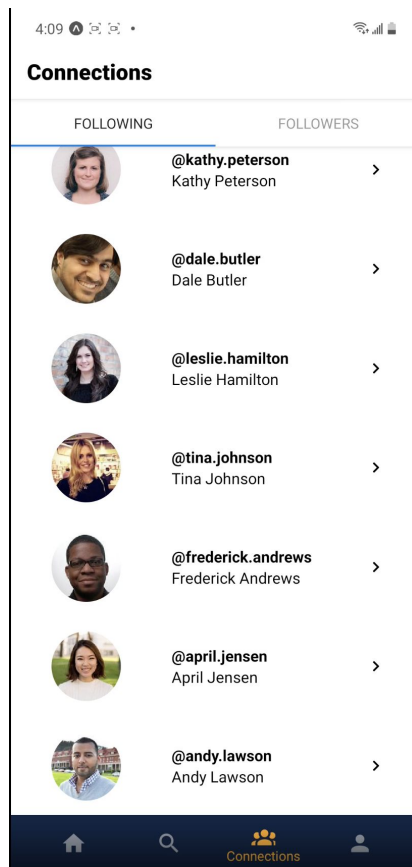 4:09
Connections
FOLLOWING
FOLLOWERS
@kathy.peterson
Kathy Peterson
@dale.butler
Dale Butler
@leslie.hamilton
Leslie Hamilton
@tina.johnson
Tina Johnson
@frederick.andrews
Frederick Andrews
@april.jensen
April Jensen
@andy.lawson
Andy Lawson
Connections